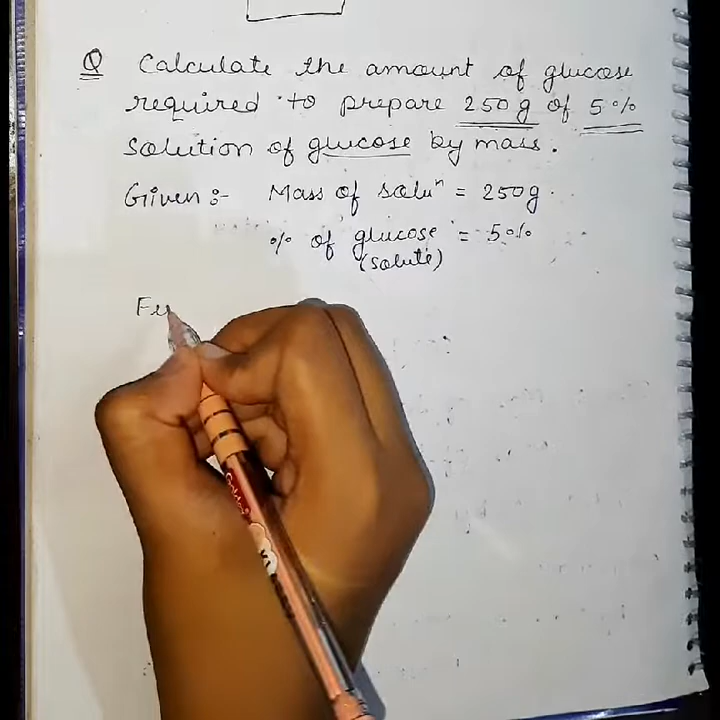 Q Calculate the amount of glucose
required to prepare 250g of 5%
solution of glucose by mass.
Given :- Mass of soluⁿ = 250g.
% of glucose = 5%
(solute)